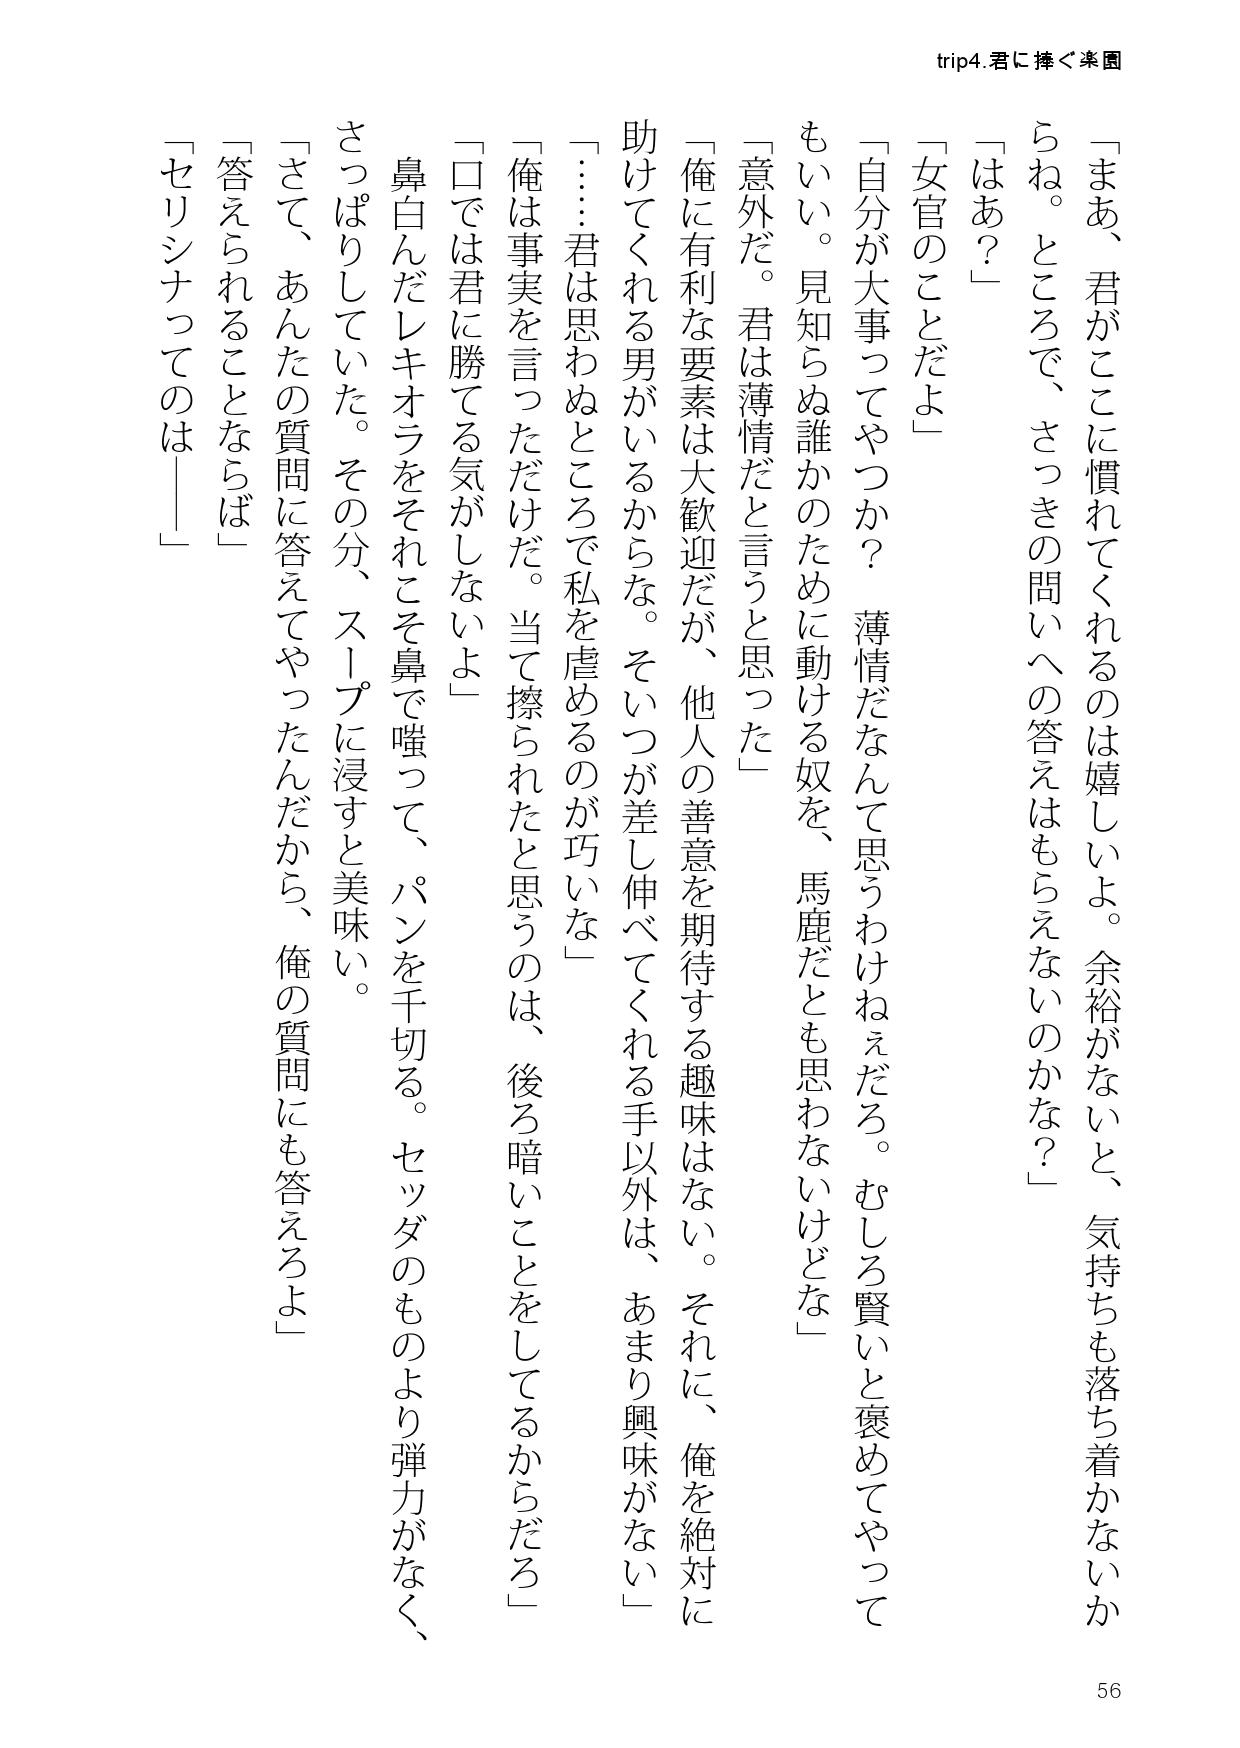 trip4.君に捧ぐ楽園
「まあ、君がここに慣れてくれるのは嬉しいよ。余裕がないと、気持ちも落ち着かないか
らね。ところで、さっきの問いへの答えはもらえないのかな？」
「はあ？」
「女官のことだよ」
「自分が大事ってやつか？　薄情だなんて思うわけねぇだろ。むしろ賢いと褒めてやって
もいい。見知らぬ誰かのために動ける奴を、馬鹿だとも思わないけどな」
「意外だ。君は薄情だと言うと思った」
「俺に有利な要素は大歓迎だが、他人の善意を期待する趣味はない。それに、俺を絶対に
助けてくれる男がいるからな。そいつが差し伸べてくれる手以外は、あまり興味がない」
「……君は思わぬところで私を虐めるのが巧いな」
「俺は事実を言っただけだ。当て擦られたと思うのは、後ろ暗いことをしてるからだろ」
「口では君に勝てる気がしないよ」
　鼻白んだレキオラをそれこそ鼻で嗤って、パンを千切る。セッダのものより弾力がなく、
さっぱりしていた。その分、スープに浸すと美味い。
「さて、あんたの質問に答えてやったんだから、俺の質問にも答えろよ」
「答えられることならば」
「セリシナってのは――」
56